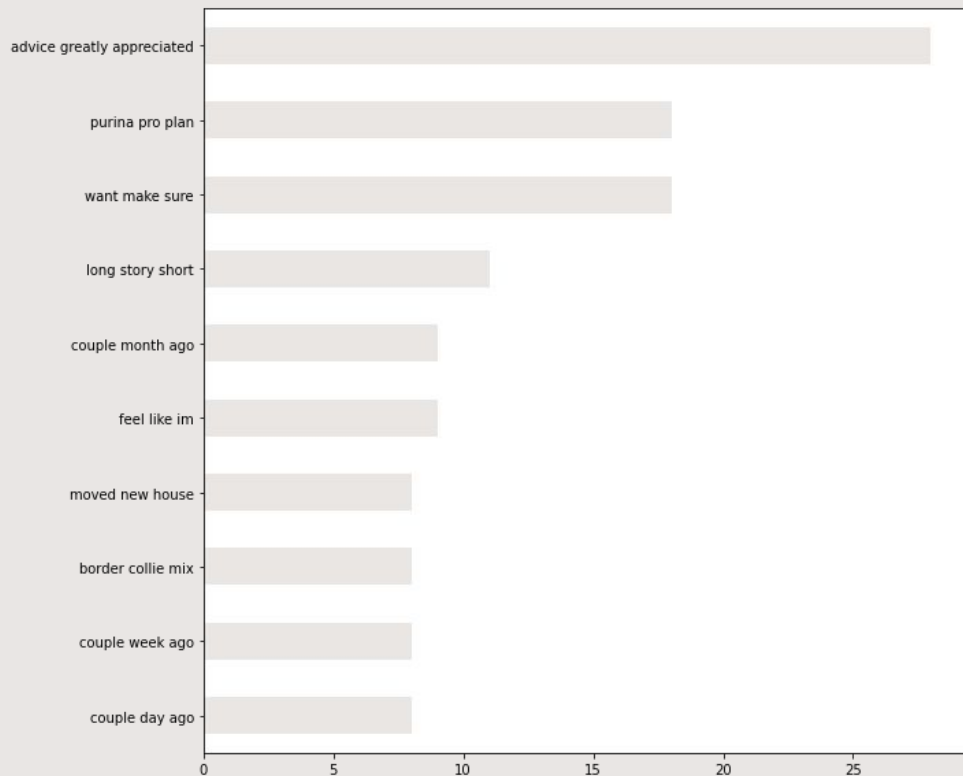 advice greatly appreciated
purina pro plan
want make sure
long story short
couple month ago
feel like im
moved new house
border collie mix
couple week ago
couple day ago
0 5 10 15 20 25